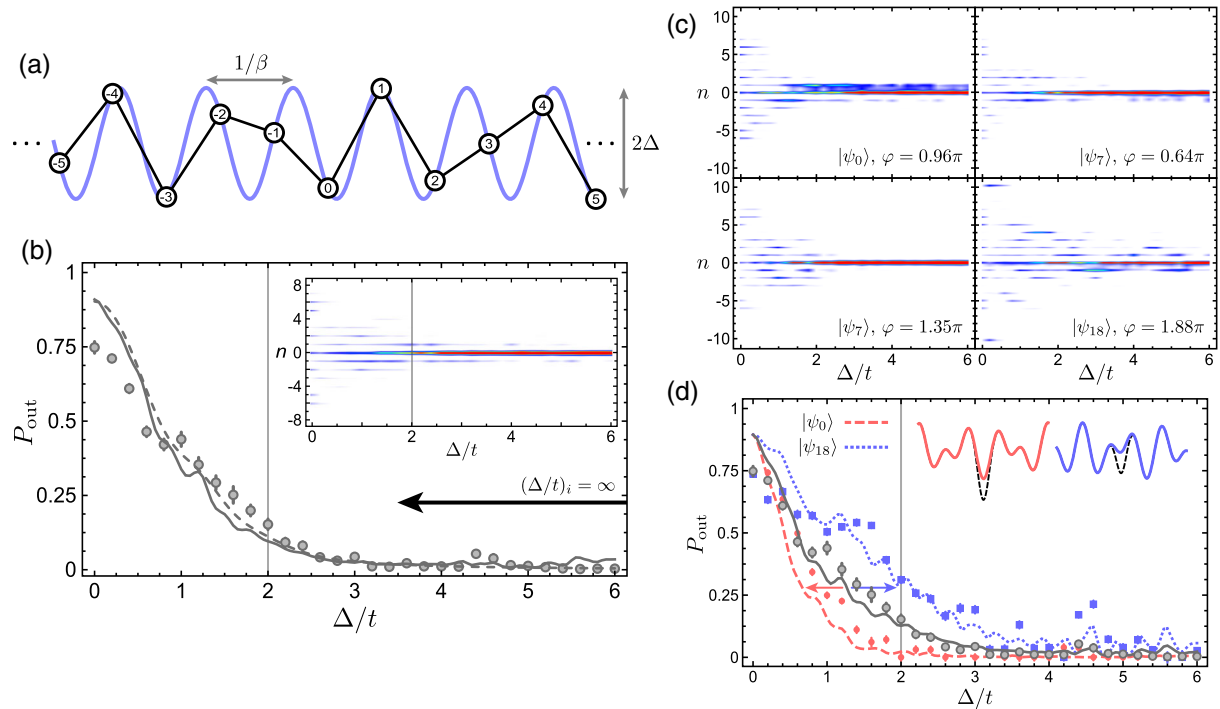 (a)
1/β
2Δ
... -5 -4 -3 -2 -1 0 1 2 3 4 5 ...
(b)
P_out
1
0.75
0.5
0.25
0
0 1 2 3 4 5 6
Δ/t
n
8
4
0
-4
-8
0 2 4 6
Δ/t
(Δ/t)_i = ∞
(c)
n
10
5
0
-5
-10
|ψ_0⟩, φ = 0.96π
|ψ_7⟩, φ = 0.64π
n
10
5
0
-5
-10
|ψ_7⟩, φ = 1.35π
|ψ_18⟩, φ = 1.88π
0 2 4 6
0 2 4 6
Δ/t
Δ/t
(d)
P_out
1
0.75
0.5
0.25
0
|ψ_0⟩
|ψ_18⟩
0 1 2 3 4 5 6
Δ/t